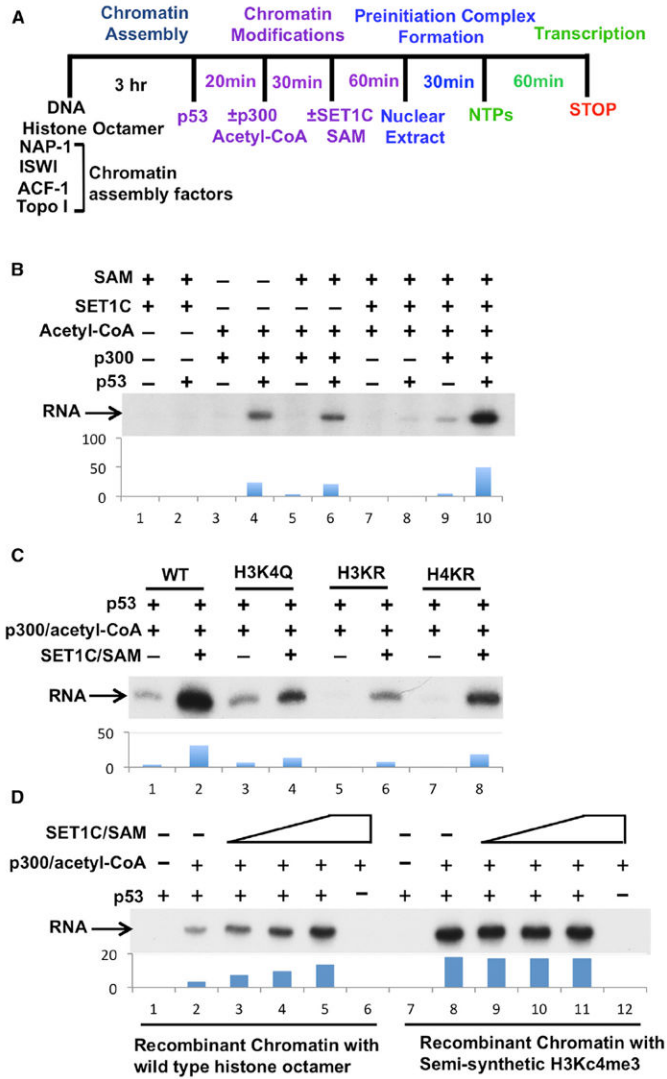 A
Chromatin Assembly
Chromatin Modifications
Preinitiation Complex Formation
Transcription
3 hr
20min
30min
60min
30min
60min
DNA
Histone Octamer
NAP-1
ISWI
ACF-1
Topo I
Chromatin assembly factors
p53
±p300
Acetyl-CoA
±SET1C
SAM
Nuclear Extract
NTPs
STOP
B
SAM + + – – + + + + + +
SET1C + + – – – – + + + +
Acetyl-CoA – – + + + + + + + +
p300 – – + + + + – – + +
p53 – + – + – + – + – +
RNA
100
50
0
1 2 3 4 5 6 7 8 9 10
C
WT H3K4Q H3KR H4KR
p53 + + + + + + + +
p300/acetyl-CoA + + + + + + + +
SET1C/SAM – + – + – + – +
RNA
50
0
1 2 3 4 5 6 7 8
D
SET1C/SAM – – – –
p300/acetyl-CoA – + + + + + – + + + + +
p53 + + + + + – + + + + + –
RNA
20
0
1 2 3 4 5 6 7 8 9 10 11 12
Recombinant Chromatin with
wild type histone octamer
Recombinant Chromatin with
Semi-synthetic H3Kc4me3